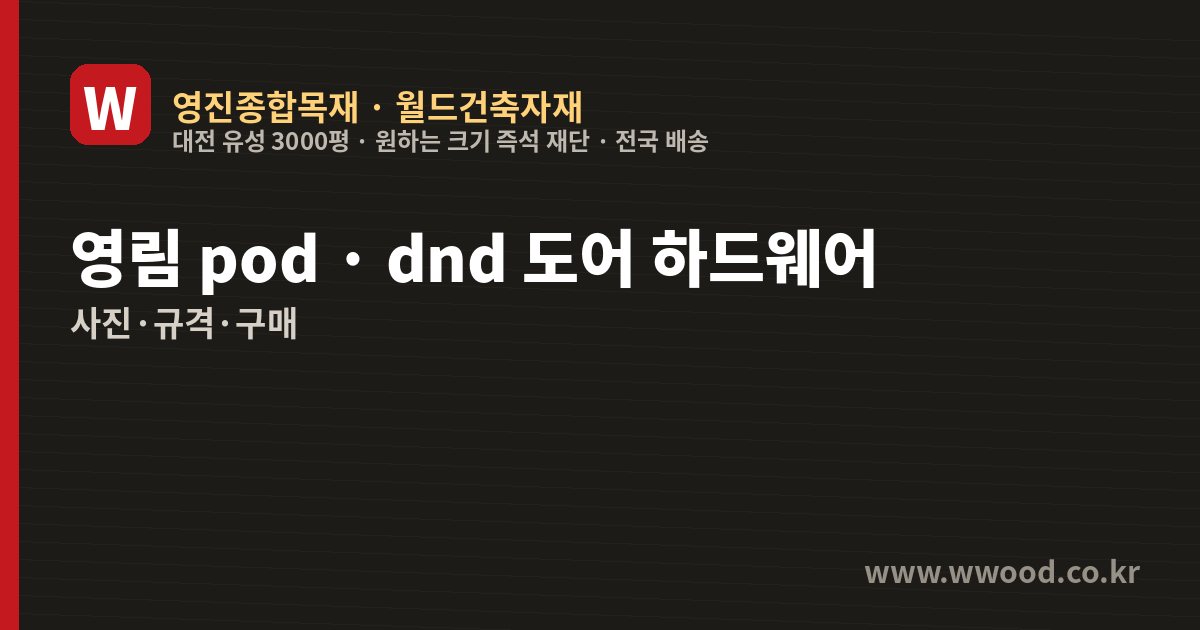 W
영진종합목재 · 월드건축자재
대전 유성 3000평 · 원하는 크기 즉석 재단 · 전국 배송
영림 pod · dnd 도어 하드웨어
사진·규격·구매
www.wwood.co.kr